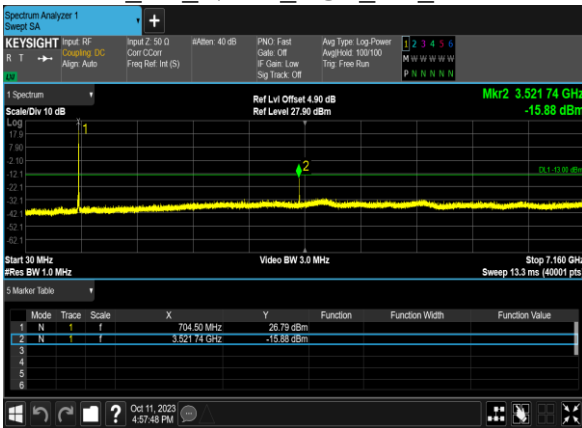 Spectrum Analyzer 1
Swept SA
KEYSIGHT Input: RF Input Z: 50 Ω #Atten: 40 dB PNO: Fast Avg Type: Log-Power 1 2 3 4 5 6
R T Coupling: DC Corr CCorr Gate: Off Avg|Hold: 100/100 M W W W W W
Align: Auto Freq Ref: Int (S) IF Gain: Low Trig: Free Run
LW Sig Track: Off P N N N N N
1 Spectrum Ref Lvl Offset 4.90 dB Mkr2 3.521 74 GHz
Scale/Div 10 dB Ref Level 27.90 dBm -15.88 dBm
Log
17.9 1
7.90
-2.10 2
-12.1 DL1 -13.00 dBm
-22.1
-32.1
-42.1
-52.1
-62.1
Start 30 MHz Video BW 3.0 MHz Stop 7.160 GHz
#Res BW 1.0 MHz Sweep 13.3 ms (40001 pts
5 Marker Table
Mode Trace Scale X Y Function Function Width Function Value
1 N 1 f 704.50 MHz 26.79 dBm
2 N 1 f 3.521 74 GHz -15.88 dBm
3
4
5
6
? Oct 11, 2023
4:57:48 PM